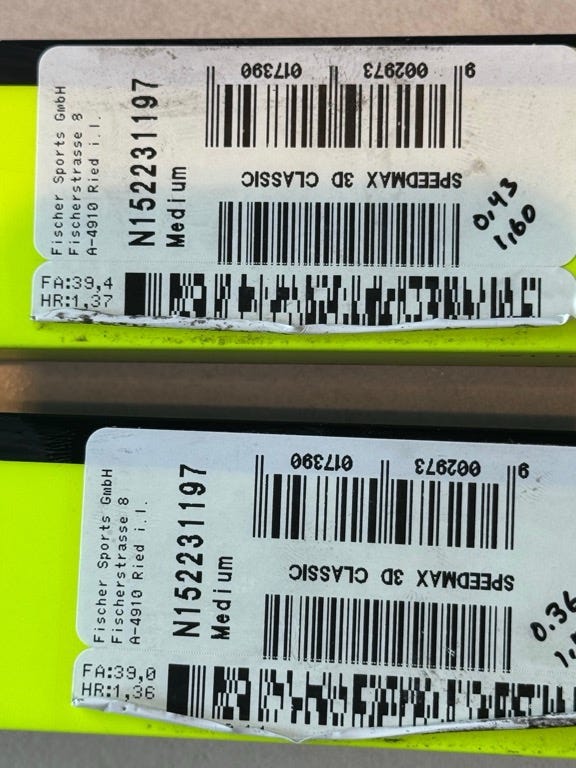 Fischer Sports GmbH
Fischerstrasse 8
A-4910 Ried i.I.
N152231197
Medium
9 002973 017390
SPEEDMAX 3D CLASSIC
0,43
1,60
FA:39,4
HR:1,37
Fischer Sports GmbH
Fischerstrasse 8
A-4910 Ried i.I.
N152231197
Medium
9 002973 017390
SPEEDMAX 3D CLASSIC
0.36
FA:39,0
HR:1,36